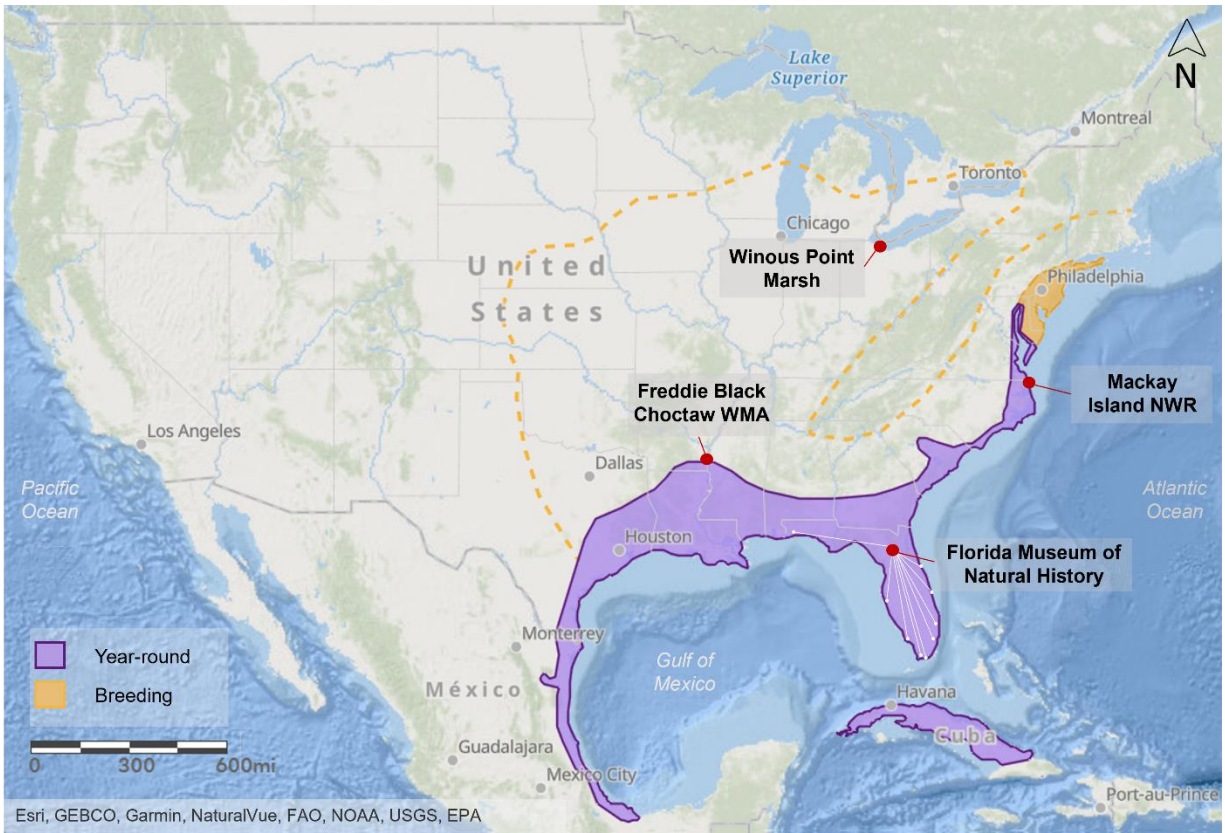 N
Lake
Superior
Montreal
Toronto
Chicago
Winous Point
Marsh
United
States
Philadelphia
Freddie Black
Choctaw WMA
Mackay
Island NWR
Los Angeles
Dallas
Pacific
Ocean
Atlantic
Ocean
Houston
Florida Museum of
Natural History
Monterrey
Gulf of
Mexico
México
Havana
Cuba
Guadalajara
Mexico City
Port-au-Prince
Year-round
Breeding
0 300 600mi
Esri, GEBCO, Garmin, NaturalVue, FAO, NOAA, USGS, EPA